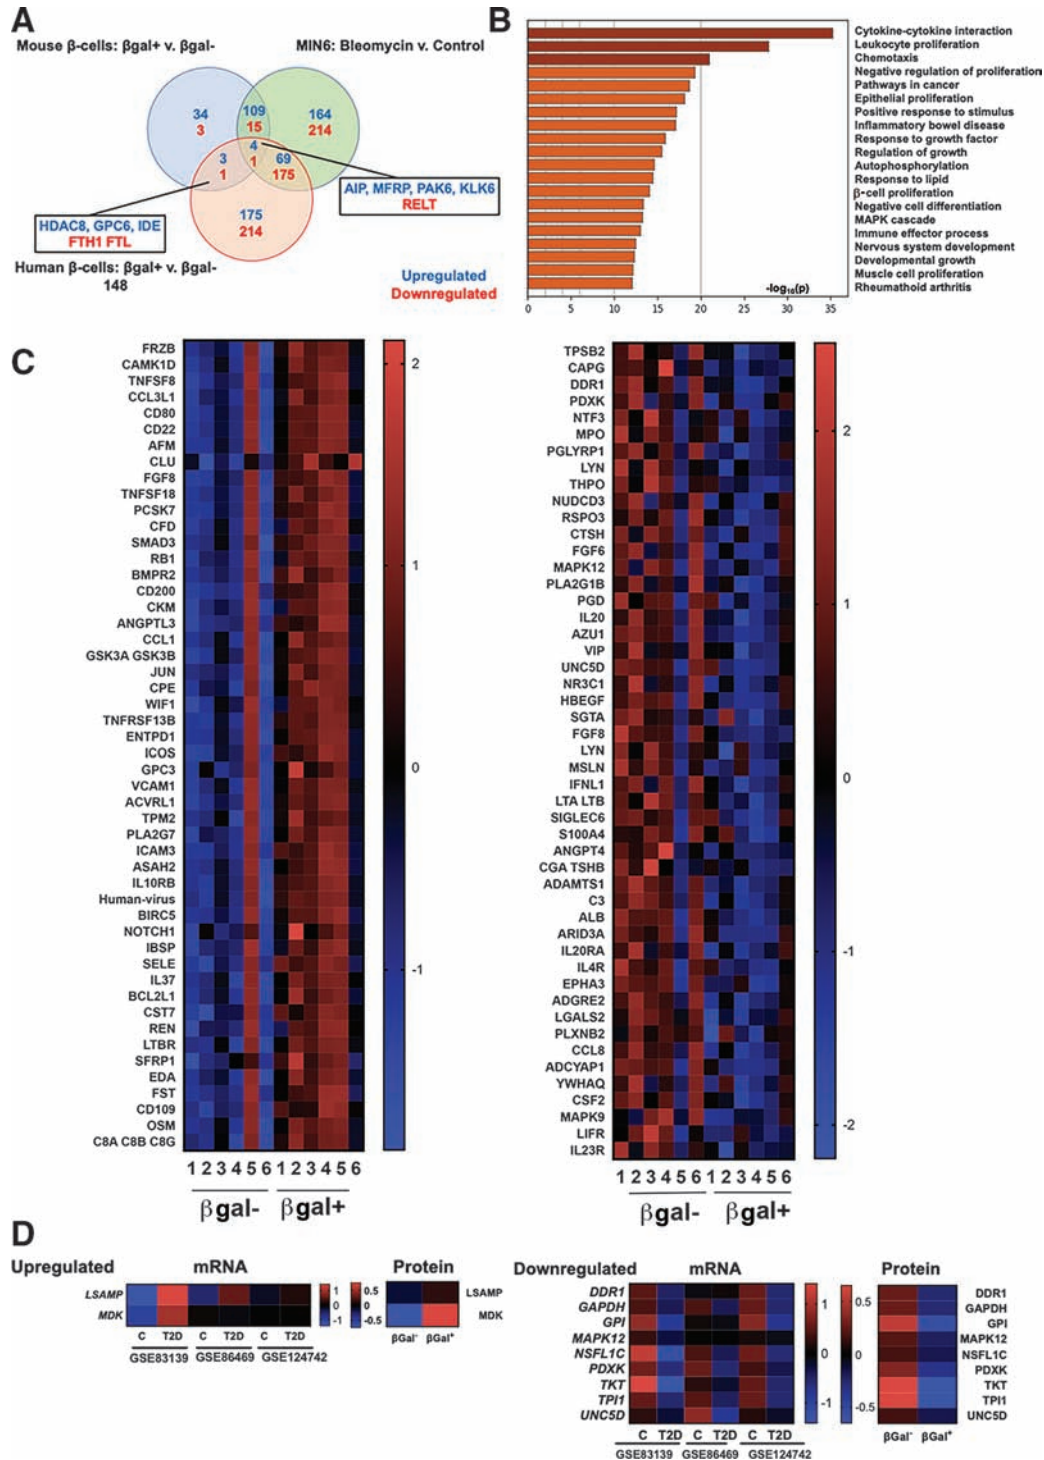 A
Mouse β-cells: βgal+ v. βgal-
MIN6: Bleomycin v. Control
34
3
109
15
164
214
4
1
3
1
69
175
175
214
AIP, MFRP, PAK6, KLK6
RELT
HDAC8, GPC6, IDE
FTH1 FTL
Human β-cells: βgal+ v. βgal-
148
Upregulated
Downregulated
B
Cytokine-cytokine interaction
Leukocyte proliferation
Chemotaxis
Negative regulation of proliferation
Pathways in cancer
Epithelial proliferation
Positive response to stimulus
Inflammatory bowel disease
Response to growth factor
Regulation of growth
Autophosphorylation
Response to lipid
β-cell proliferation
Negative cell differentiation
MAPK cascade
Immune effector process
Nervous system development
Developmental growth
Muscle cell proliferation
Rheumathoid arthritis
-log10(p)
0 5 10 15 20 25 30 35
C
FRZB
CAMK1D
TNFSF8
CCL3L1
CD80
CD22
AFM
CLU
FGF8
TNFSF18
PCSK7
CFD
SMAD3
RB1
BMPR2
CD200
CKM
ANGPTL3
CCL1
GSK3A GSK3B
JUN
CPE
WIF1
TNFRSF13B
ENTPD1
ICOS
GPC3
VCAM1
ACVRL1
TPM2
PLA2G7
ICAM3
ASAH2
IL10RB
Human-virus
BIRC5
NOTCH1
IBSP
SELE
IL37
BCL2L1
CST7
REN
LTBR
SFRP1
EDA
FST
CD109
OSM
C8A C8B C8G
1 2 3 4 5 6 1 2 3 4 5 6
βgal- βgal+
2
1
0
-1
TPSB2
CAPG
DDR1
PDXK
NTF3
MPO
PGLYRP1
LYN
THPO
NUDCD3
RSPO3
CTSH
FGF6
MAPK12
PLA2G1B
PGD
IL20
AZU1
VIP
UNC5D
NR3C1
HBEGF
SGTA
FGF8
LYN
MSLN
IFNL1
LTA LTB
SIGLEC6
S100A4
ANGPT4
CGA TSHB
ADAMTS1
C3
ALB
ARID3A
IL20RA
IL4R
EPHA3
ADGRE2
LGALS2
PLXNB2
CCL8
ADCYAP1
YWHAQ
CSF2
MAPK9
LIFR
IL23R
1 2 3 4 5 6 1 2 3 4 5 6
βgal- βgal+
2
1
0
-1
-2
D
Upregulated mRNA Protein
LSAMP
MDK
C T2D C T2D C T2D
GSE83139 GSE86469 GSE124742
1
0
-1
0.5
0
-0.5
LSAMP
MDK
βGal- βGal+
Downregulated mRNA Protein
DDR1
GAPDH
GPI
MAPK12
NSFL1C
PDXK
TKT
TPI1
UNC5D
C T2D C T2D C T2D
GSE83139 GSE86469 GSE124742
1
0
-1
0.5
0
-0.5
DDR1
GAPDH
GPI
MAPK12
NSFL1C
PDXK
TKT
TPI1
UNC5D
βGal- βGal+